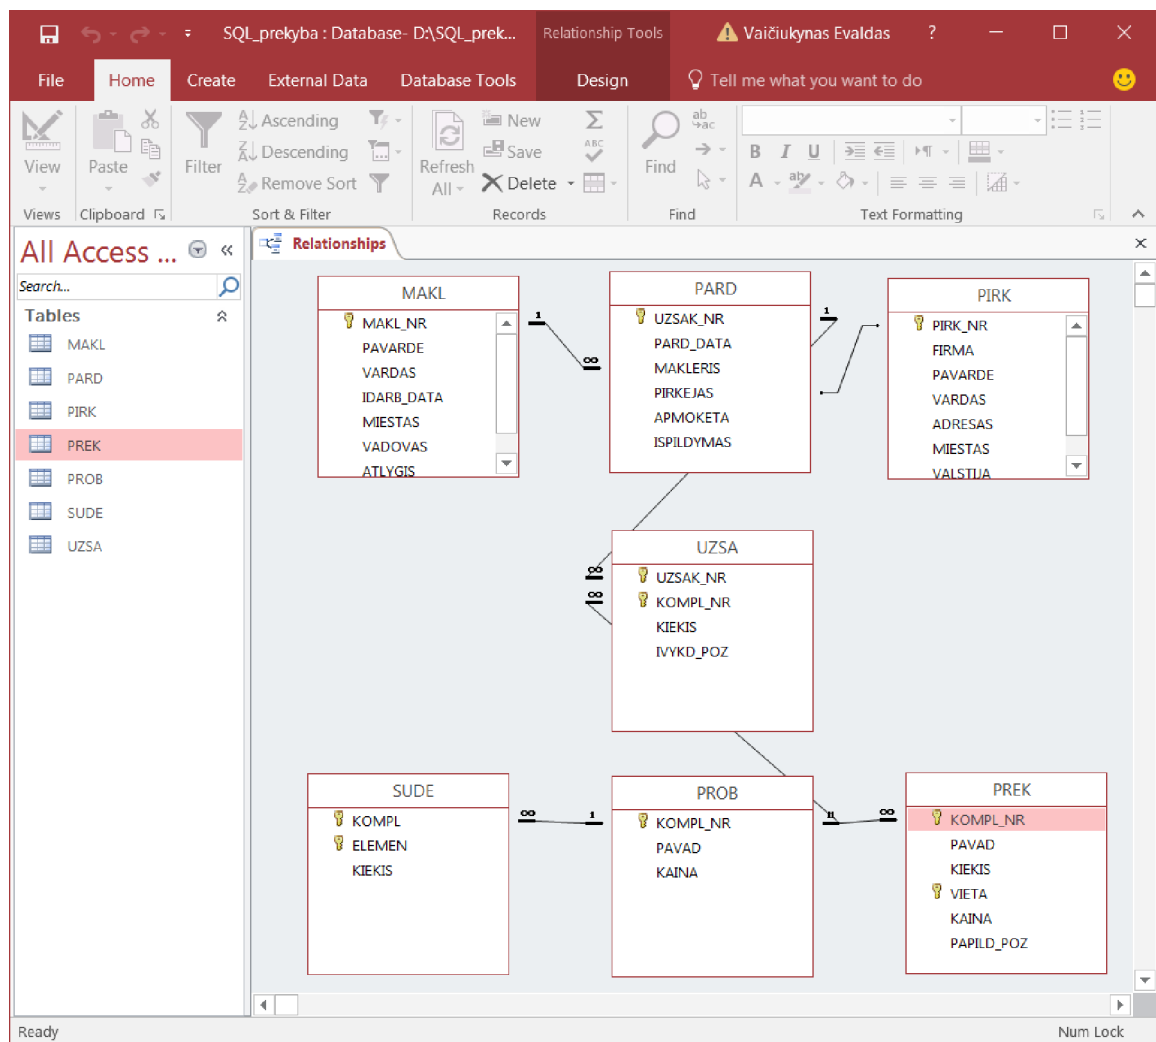 SQL_prekyba : Database- D:\SQL_prek...
Relationship Tools
Vaičiukynas Evaldas
?
File
Home
Create
External Data
Database Tools
Design
Tell me what you want to do
View
Views
Paste
Clipboard
Filter
Ascending
Descending
Remove Sort
Sort & Filter
Refresh
All
New
Save
Delete
Records
Find
Find
B I U
A
Text Formatting
All Access ...
Search...
Tables
MAKL
PARD
PIRK
PREK
PROB
SUDE
UZSA
Relationships
MAKL
MAKL_NR
PAVARDE
VARDAS
IDARB_DATA
MIESTAS
VADOVAS
ATLYGIS
1
∞
PARD
UZSAK_NR
PARD_DATA
MAKLERIS
PIRKEJAS
APMOKETA
ISPILDYMAS
1
PIRK
PIRK_NR
FIRMA
PAVARDE
VARDAS
ADRESAS
MIESTAS
VALSTIJA
∞
∞
UZSA
UZSAK_NR
KOMPL_NR
KIEKIS
IVYKD_POZ
SUDE
KOMPL
ELEMEN
KIEKIS
∞
1
PROB
KOMPL_NR
PAVAD
KAINA
∞
PREK
KOMPL_NR
PAVAD
KIEKIS
VIETA
KAINA
PAPILD_POZ
Ready
Num Lock